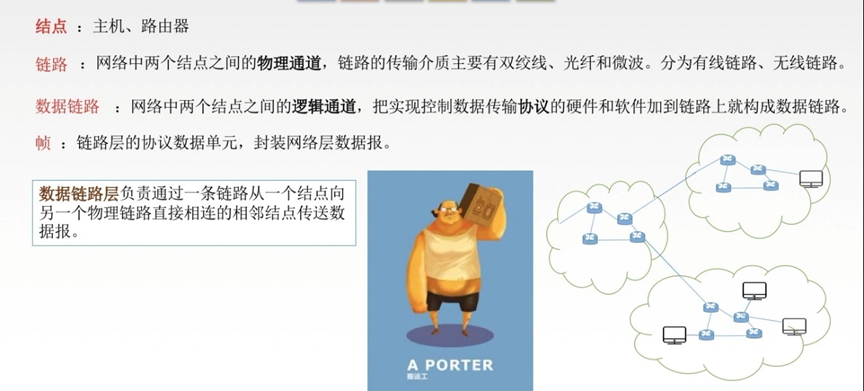 结点 ：主机、路由器
链路 ：网络中两个结点之间的物理通道，链路的传输介质主要有双绞线、光纤和微波。分为有线链路、无线链路。
数据链路 ：网络中两个结点之间的逻辑通道，把实现控制数据传输协议的硬件和软件加到链路上就构成数据链路。
帧 ：链路层的协议数据单元，封装网络层数据报。
数据链路层负责通过一条链路从一个结点向
另一个物理链路直接相连的相邻结点传送数
据报。
A PORTER
搬运工